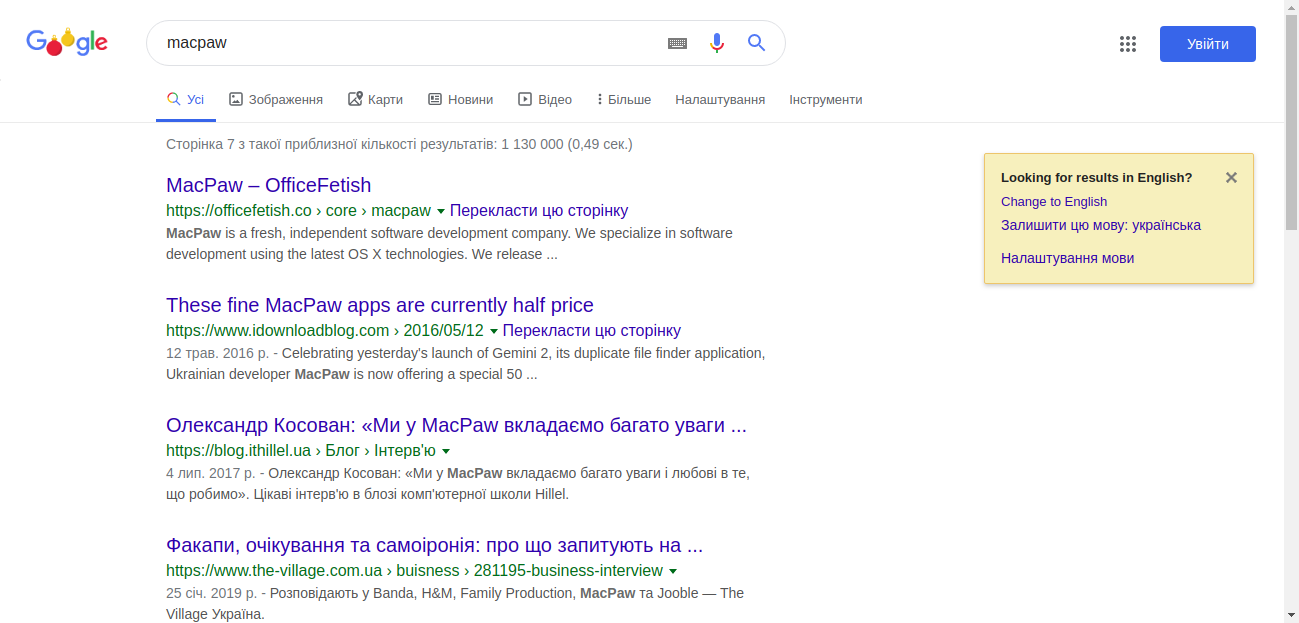 Google
macpaw
Увійти
Усі
Зображення
Карти
Новини
Відео
Більше
Налаштування
Інструменти
Сторінка 7 з такої приблизної кількості результатів: 1 130 000 (0,49 сек.)
MacPaw – OfficeFetish
https://officefetish.co › core › macpaw Перекласти цю сторінку
MacPaw is a fresh, independent software development company. We specialize in software
development using the latest OS X technologies. We release ...
These fine MacPaw apps are currently half price
https://www.idownloadblog.com › 2016/05/12 Перекласти цю сторінку
12 трав. 2016 р. - Celebrating yesterday's launch of Gemini 2, its duplicate file finder application,
Ukrainian developer MacPaw is now offering a special 50 ...
Олександр Косован: «Ми у MacPaw вкладаємо багато уваги ...
https://blog.ithillel.ua › Блог › Інтерв'ю
4 лип. 2017 р. - Олександр Косован: «Ми у MacPaw вкладаємо багато уваги і любові в те,
що робимо». Цікаві інтерв'ю в блозі комп'ютерної школи Hillel.
Факапи, очікування та самоіронія: про що запитують на ...
https://www.the-village.com.ua › buisness › 281195-business-interview
25 січ. 2019 р. - Розповідають у Banda, H&M, Family Production, MacPaw та Jooble — The
Village Україна.
Looking for results in English?
Change to English
Залишити цю мову: українська
Налаштування мови